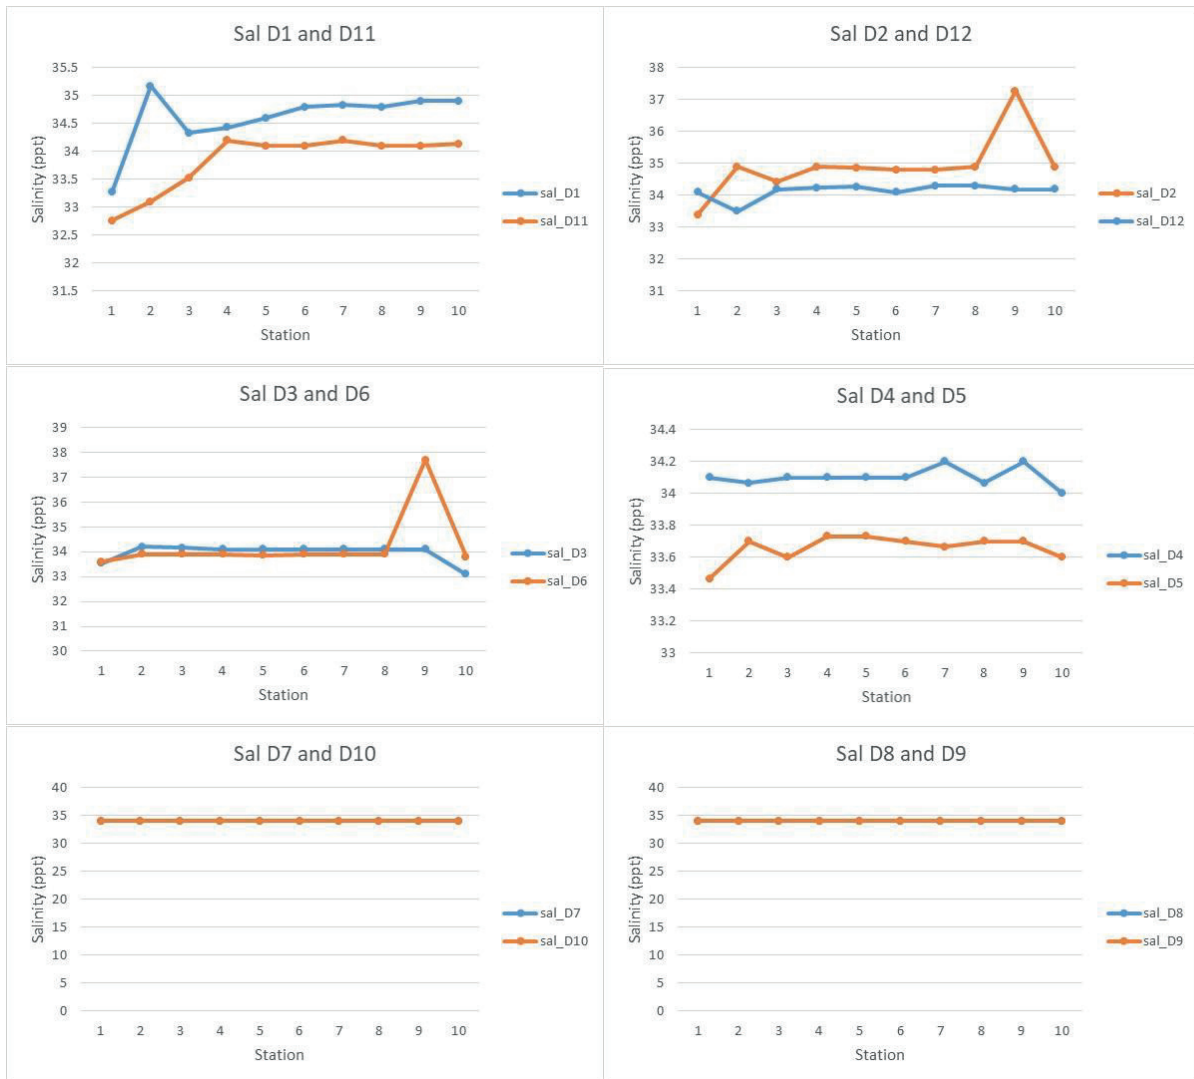 Sal D1 and D11
35.5
35
34.5
34
33.5
33
32.5
32
31.5
Salinity (ppt)
1 2 3 4 5 6 7 8 9 10
Station
sal_D1
sal_D11
Sal D2 and D12
38
37
36
35
34
33
32
31
Salinity (ppt)
1 2 3 4 5 6 7 8 9 10
Station
sal_D2
sal_D12
Sal D3 and D6
39
38
37
36
35
34
33
32
31
30
Salinity (ppt)
1 2 3 4 5 6 7 8 9 10
Station
sal_D3
sal_D6
Sal D4 and D5
34.4
34.2
34
33.8
33.6
33.4
33.2
33
Salinity (ppt)
1 2 3 4 5 6 7 8 9 10
Station
sal_D4
sal_D5
Sal D7 and D10
40
35
30
25
20
15
10
5
0
Salinity (ppt)
1 2 3 4 5 6 7 8 9 10
Station
sal_D7
sal_D10
Sal D8 and D9
40
35
30
25
20
15
10
5
0
Salinity (ppt)
1 2 3 4 5 6 7 8 9 10
Station
sal_D8
sal_D9